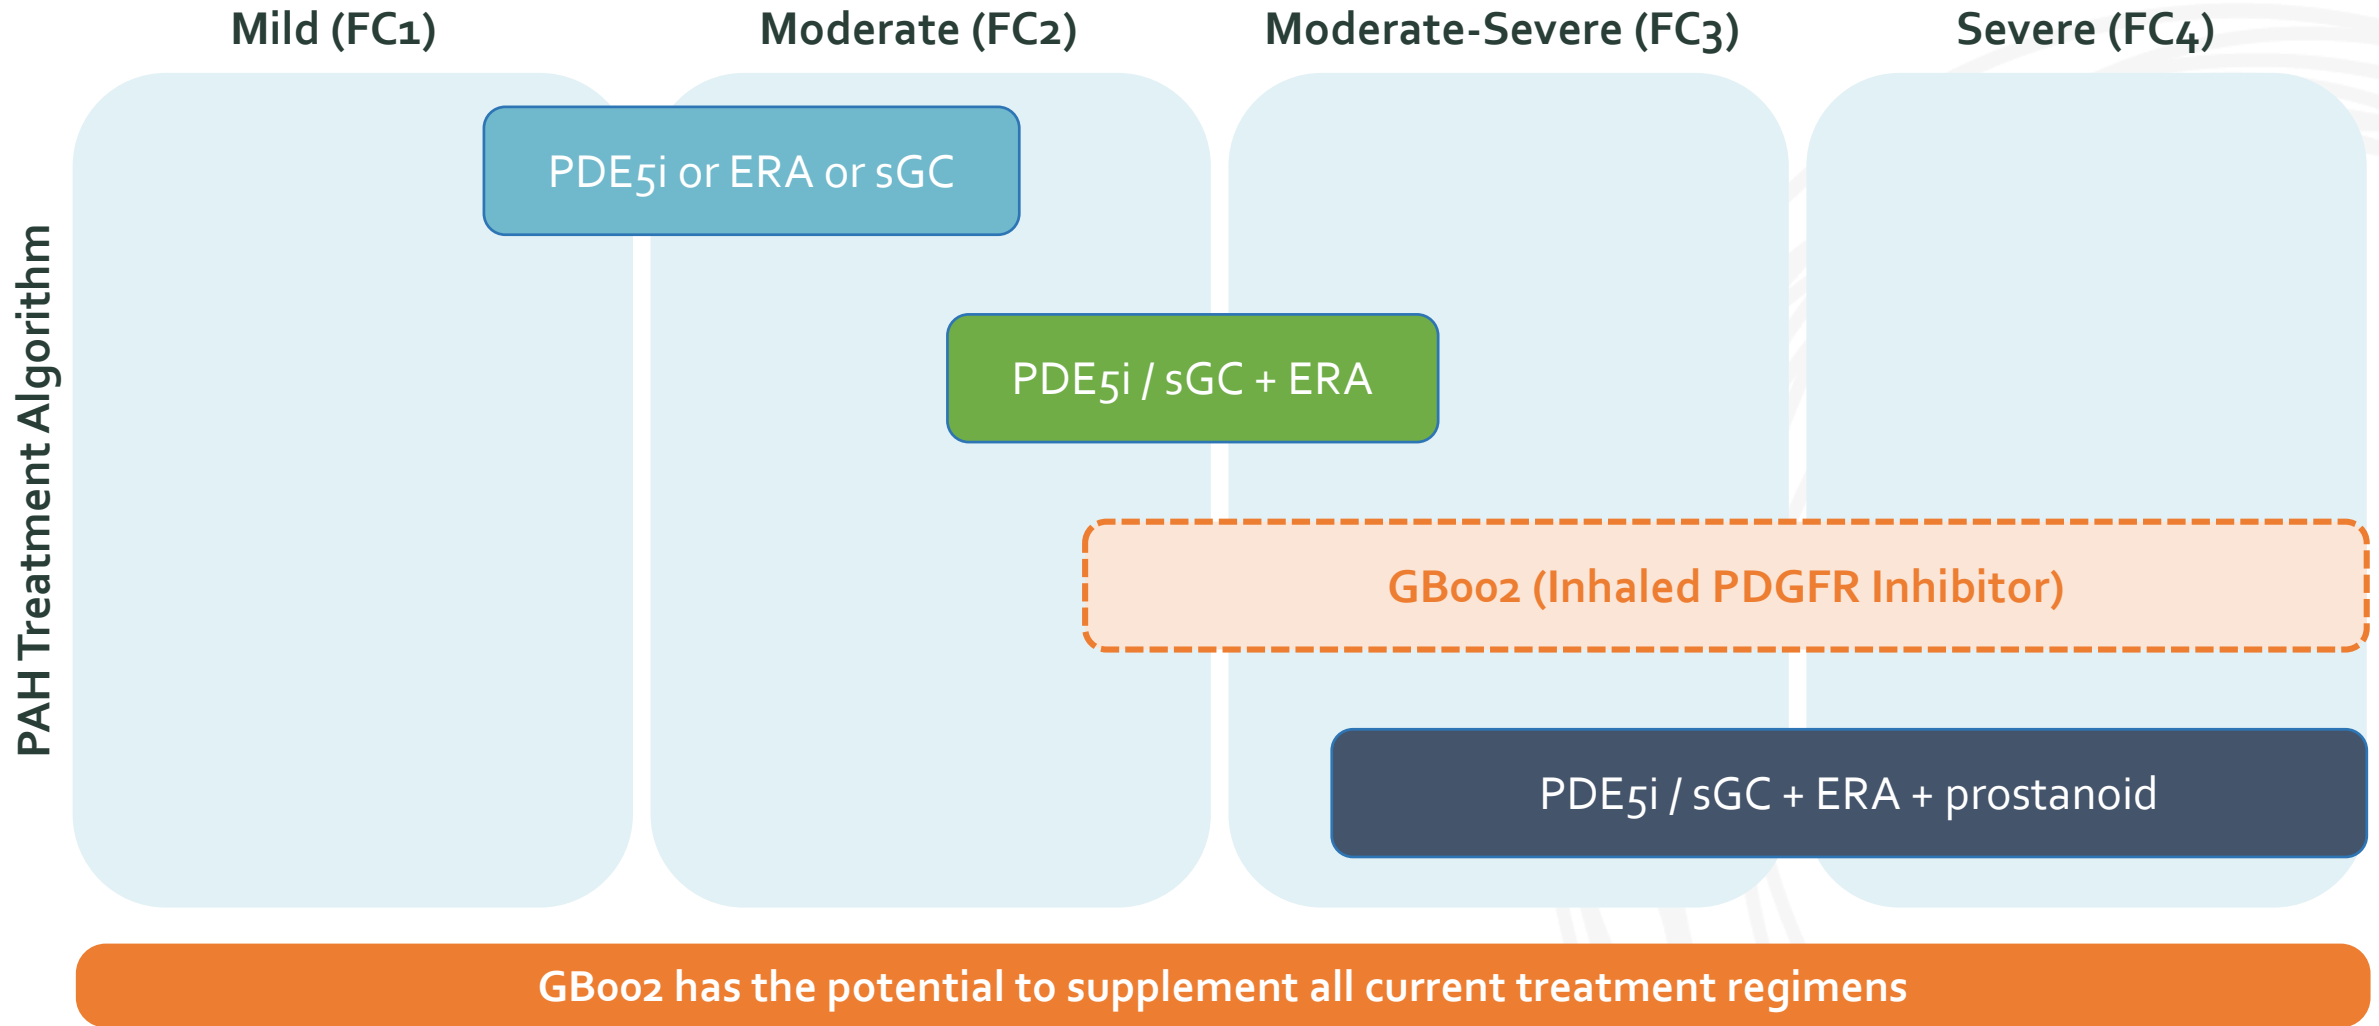 Mild (FC1)
Moderate (FC2)
Moderate-Severe (FC3)
Severe (FC4)
PAH Treatment Algorithm
PDE5i or ERA or sGC
PDE5i / sGC + ERA
GB002 (Inhaled PDGFR Inhibitor)
PDE5i / sGC + ERA + prostanoid
GB002 has the potential to supplement all current treatment regimens